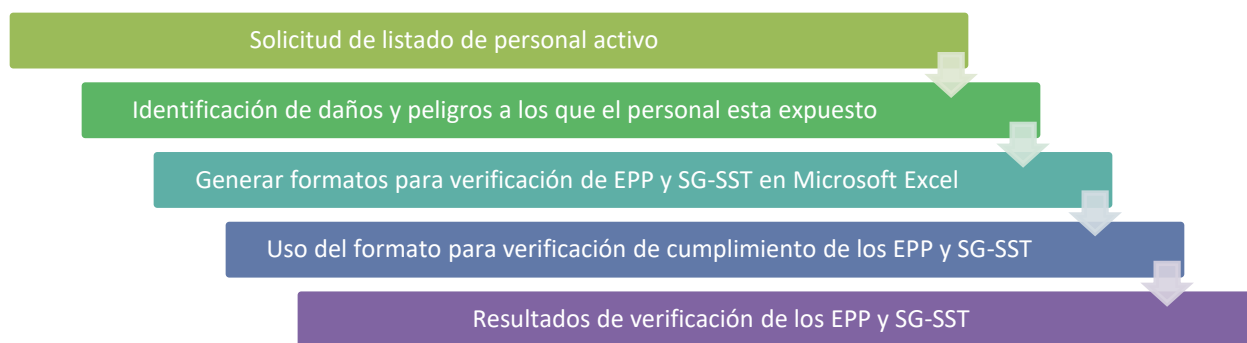 Solicitud de listado de personal activo
Identificación de daños y peligros a los que el personal esta expuesto
Generar formatos para verificación de EPP y SG-SST en Microsoft Excel
Uso del formato para verificación de cumplimiento de los EPP y SG-SST
Resultados de verificación de los EPP y SG-SST